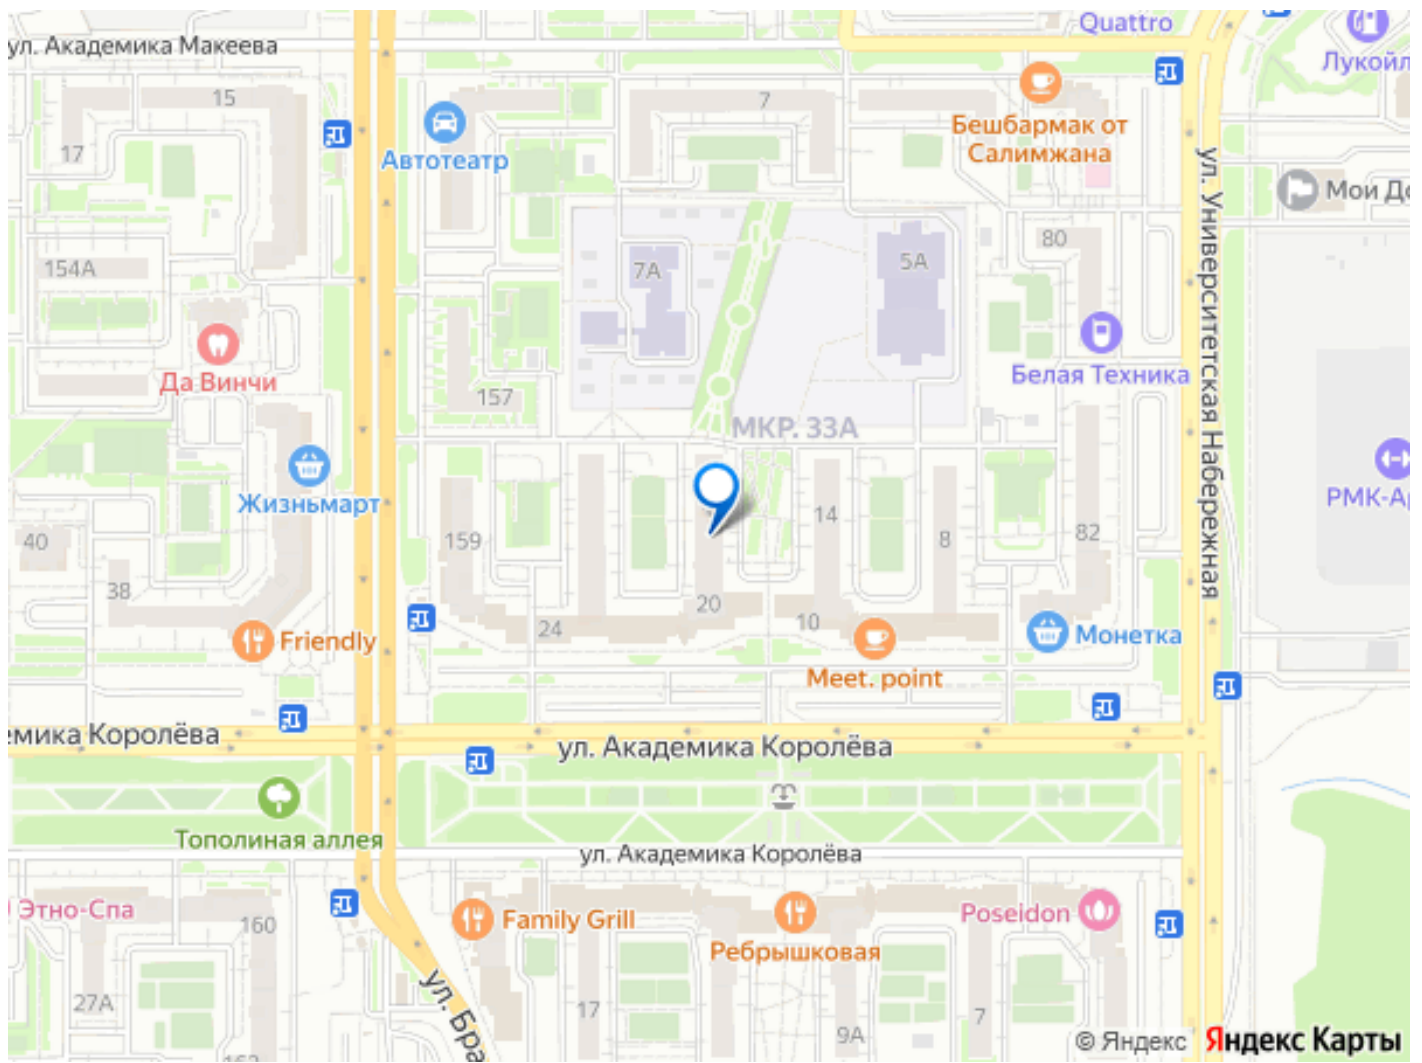 Quattro
ул. Академика Макеева
Лукойл
15
7
17
Бешбармак от
Салимжана
Автотеатр
ул. Университетская Набережная
Мои До
80
154А
7А
5А
Да Винчи
Белая Техника
157
МКР. 33А
Жизньмарт
РМК-Ар
14
40
159
8
82
38
20
24
10
Friendly
Монетка
Meet. point
емика Королёва
ул. Академика Королёва
Тополиная аллея
ул. Академика Королёва
Этно-Спа
160
Family Grill
Poseidon
Ребрышковая
27А
ул. Бра
17
7
9А
162
© Яндекс Яндекс Карты